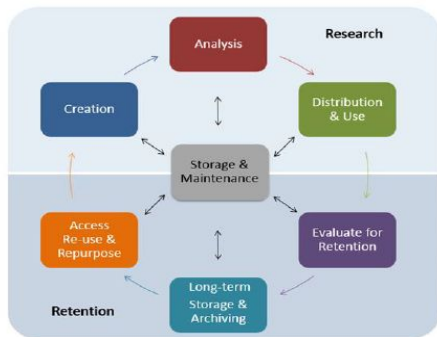 Analysis
Research
Creation
Distribution
& Use
Storage &
Maintenance
Access
Re-use &
Repurpose
Evaluate for
Retention
Long-term
Storage &
Archiving
Retention